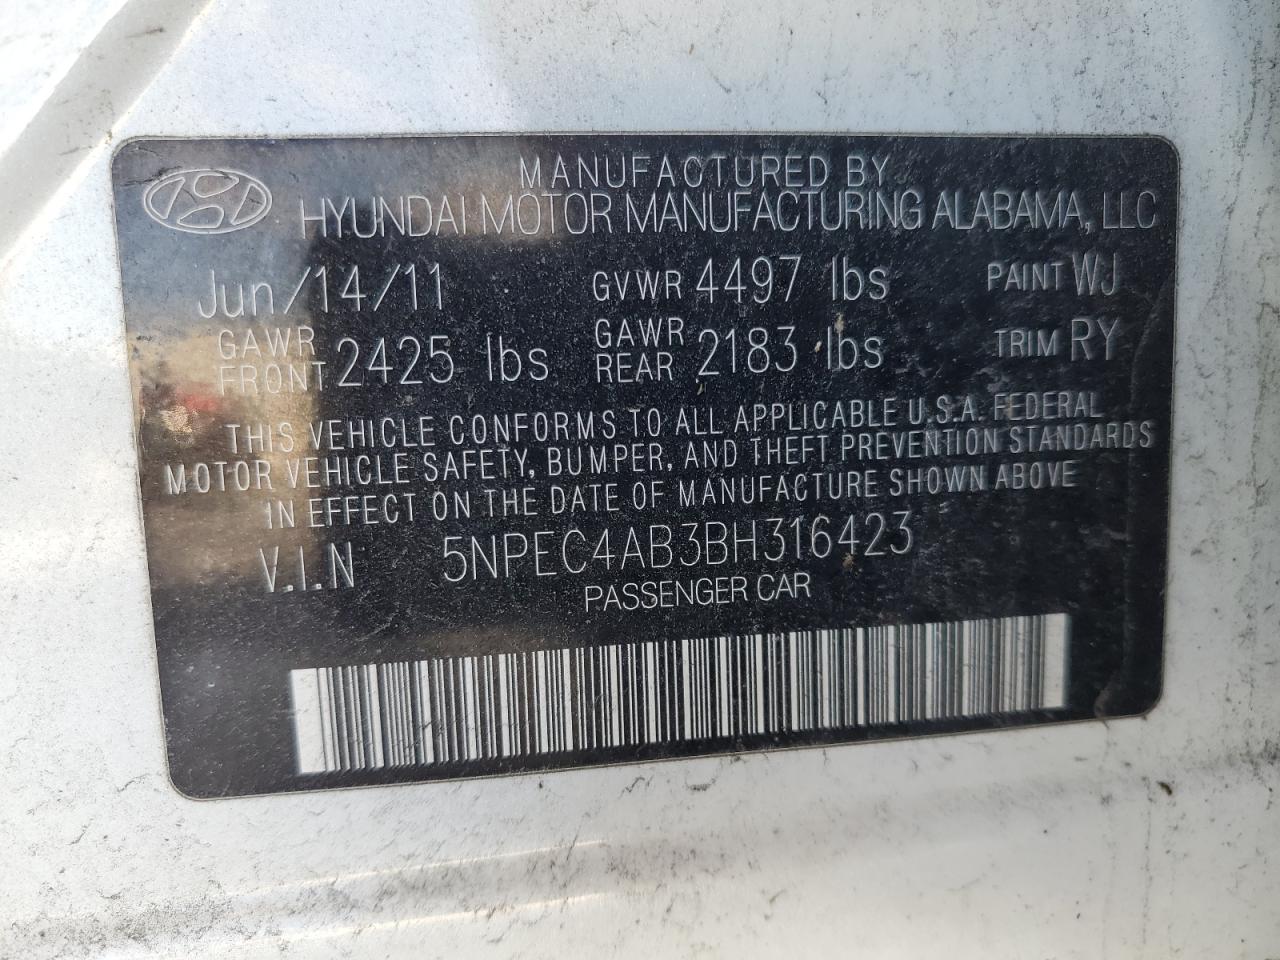 MANUFACTURED BY
HYUNDAI MOTOR MANUFACTURING ALABAMA, LLC
Jun/14/11 GVWR 4497 lbs PAINT WJ
GAWR FRONT 2425 lbs GAWR REAR 2183 lbs TRIM RY
THIS VEHICLE CONFORMS TO ALL APPLICABLE U.S.A. FEDERAL
MOTOR VEHICLE SAFETY, BUMPER, AND THEFT PREVENTION STANDARDS
IN EFFECT ON THE DATE OF MANUFACTURE SHOWN ABOVE
V.I.N 5NPEC4AB3BH316423
PASSENGER CAR